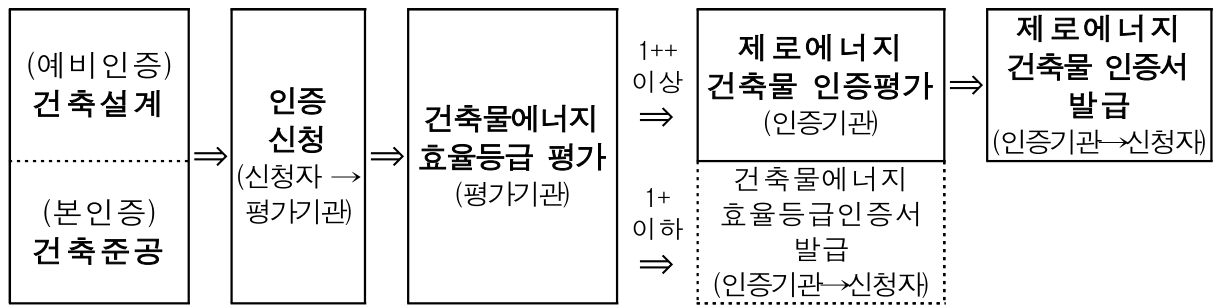 (예비인증)
건축설계
(본인증)
건축준공
⇒
인증
신청
(신청자 →
평가기관)
⇒
건축물에너지
효율등급 평가
(평가기관)
1++
이상
⇒
1+
이하
⇒
제로에너지
건축물 인증평가
(인증기관)
건축물에너지
효율등급인증서
발급
(인증기관→신청자)
⇒
제로에너지
건축물 인증서
발급
(인증기관→신청자)